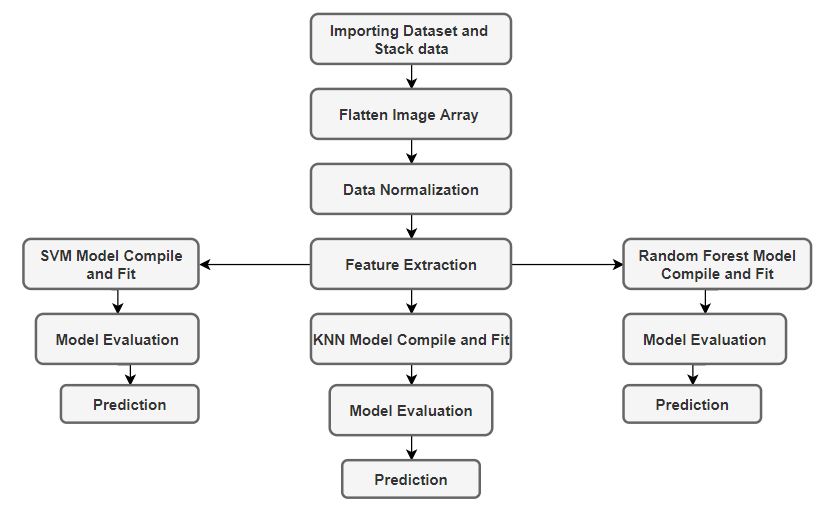 Importing Dataset and
Stack data
Flatten Image Array
Data Normalization
SVM Model Compile
and Fit
Feature Extraction
Random Forest Model
Compile and Fit
Model Evaluation
KNN Model Compile and Fit
Model Evaluation
Prediction
Model Evaluation
Prediction
Prediction